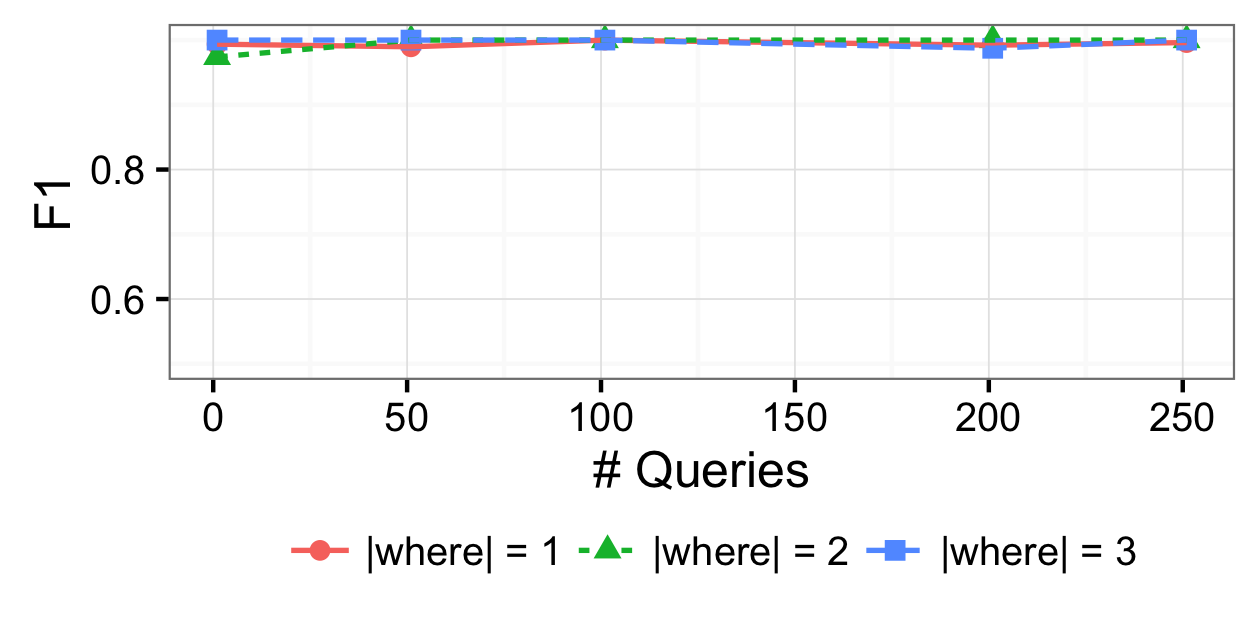 F1
0.8
0.6
0 50 100 150 200 250
# Queries
|where| = 1 |where| = 2 |where| = 3